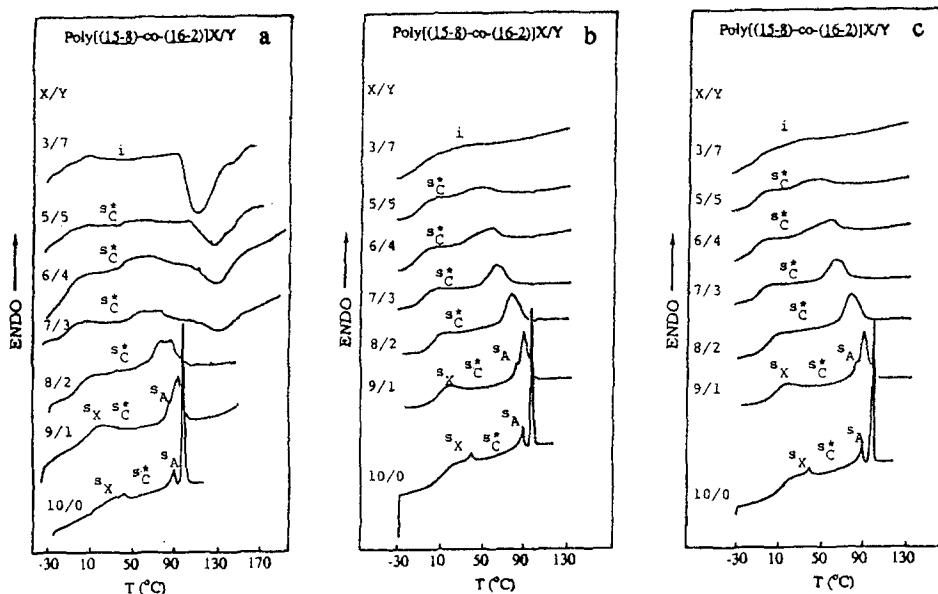 Poly[(15-8)-co-(16-2)]X/Y a
X/Y
3/7
i
5/5
s*C
6/4
s*C
7/3
s*C
8/2
s*C
9/1
sX s*C sA
10/0
sX s*C sA
ENDO
-30 10 50 90 130 170
T (°C)
Poly[(15-8)-co-(16-2)]X/Y b
X/Y
3/7
i
5/5
s*C
6/4
s*C
7/3
s*C
8/2
s*C
9/1
sX s*C sA
10/0
sX s*C sA
ENDO
-30 10 50 90 130
T (°C)
Poly[(15-8)-co-(16-2)]X/Y c
X/Y
3/7
i
5/5
s*C
6/4
s*C
7/3
s*C
8/2
s*C
9/1
sX s*C sA
10/0
sX s*C sA
ENDO
-30 10 50 90 130
T (°C)